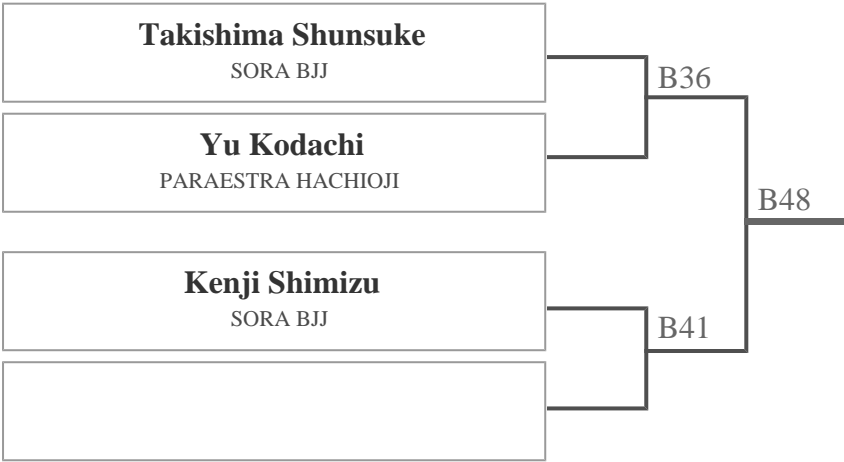 Takishima Shunsuke
SORA BJJ
B36
Yu Kodachi
PARAESTRA HACHIOJI
B48
Kenji Shimizu
SORA BJJ
B41